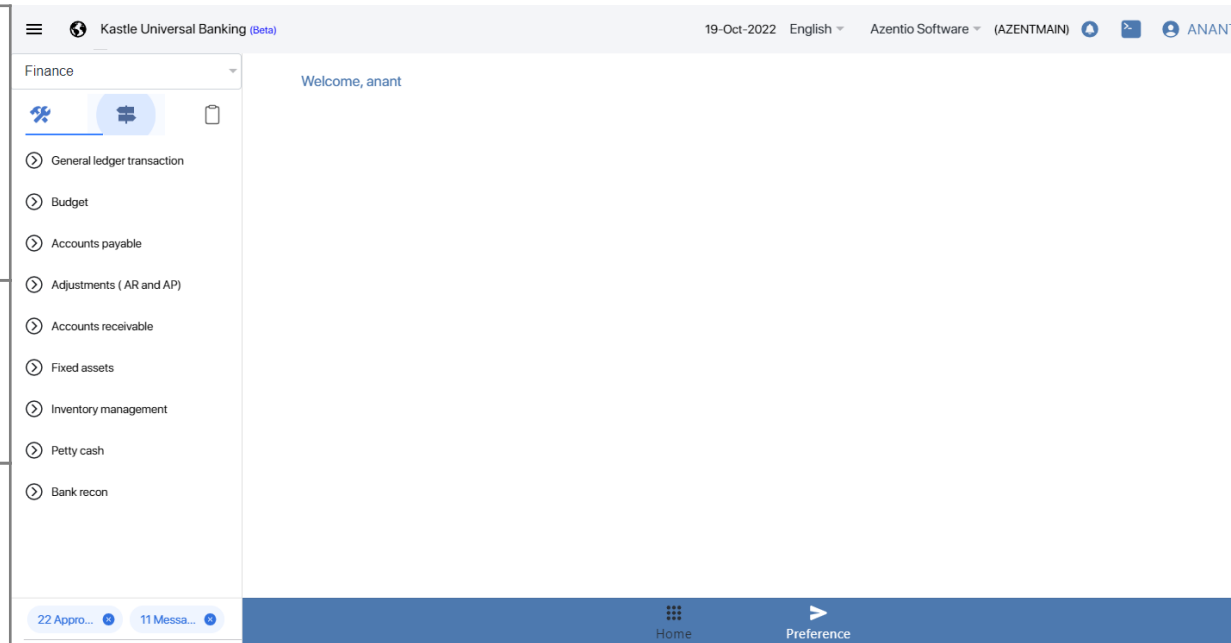 Kastle Universal Banking (Beta)
19-Oct-2022 English Azentio Software (AZENTMAIN) ANANT
Finance
Welcome, anant
General ledger transaction
Budget
Accounts payable
Adjustments ( AR and AP)
Accounts receivable
Fixed assets
Inventory management
Petty cash
Bank recon
22 Appro...
11 Messa...
Home
Preference